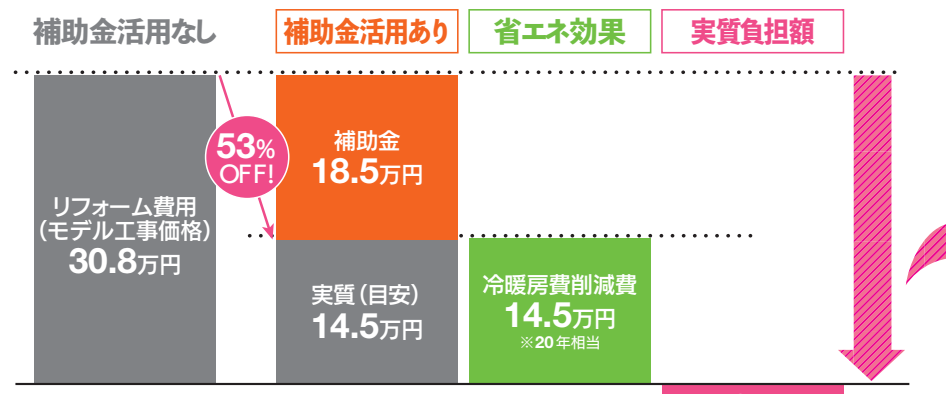 補助金活用なし
補助金活用あり
省エネ効果
実質負担額
リフォーム費用
(モデル工事価格)
30.8万円
53%
OFF!
補助金
18.5万円
実質(目安)
14.5万円
冷暖房費削減費
14.5万円
※20年相当